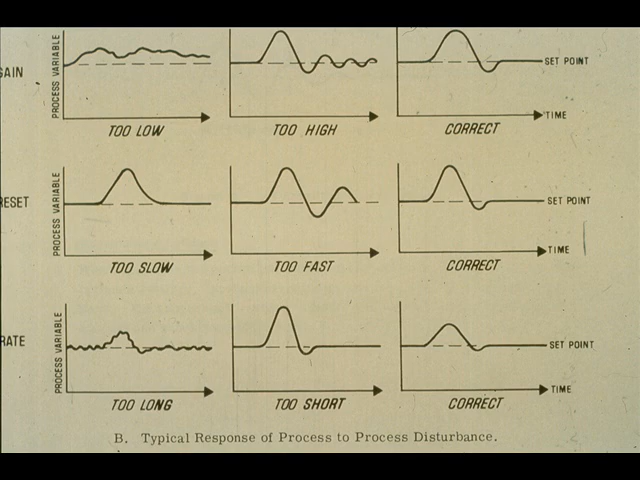 GAIN
PROCESS VARIABLE
SET POINT
TIME
TOO LOW
TOO HIGH
CORRECT
RESET
PROCESS VARIABLE
SET POINT
TIME
TOO SLOW
TOO FAST
CORRECT
RATE
PROCESS VARIABLE
SET POINT
TIME
TOO LONG
TOO SHORT
CORRECT
B. Typical Response of Process to Process Disturbance.